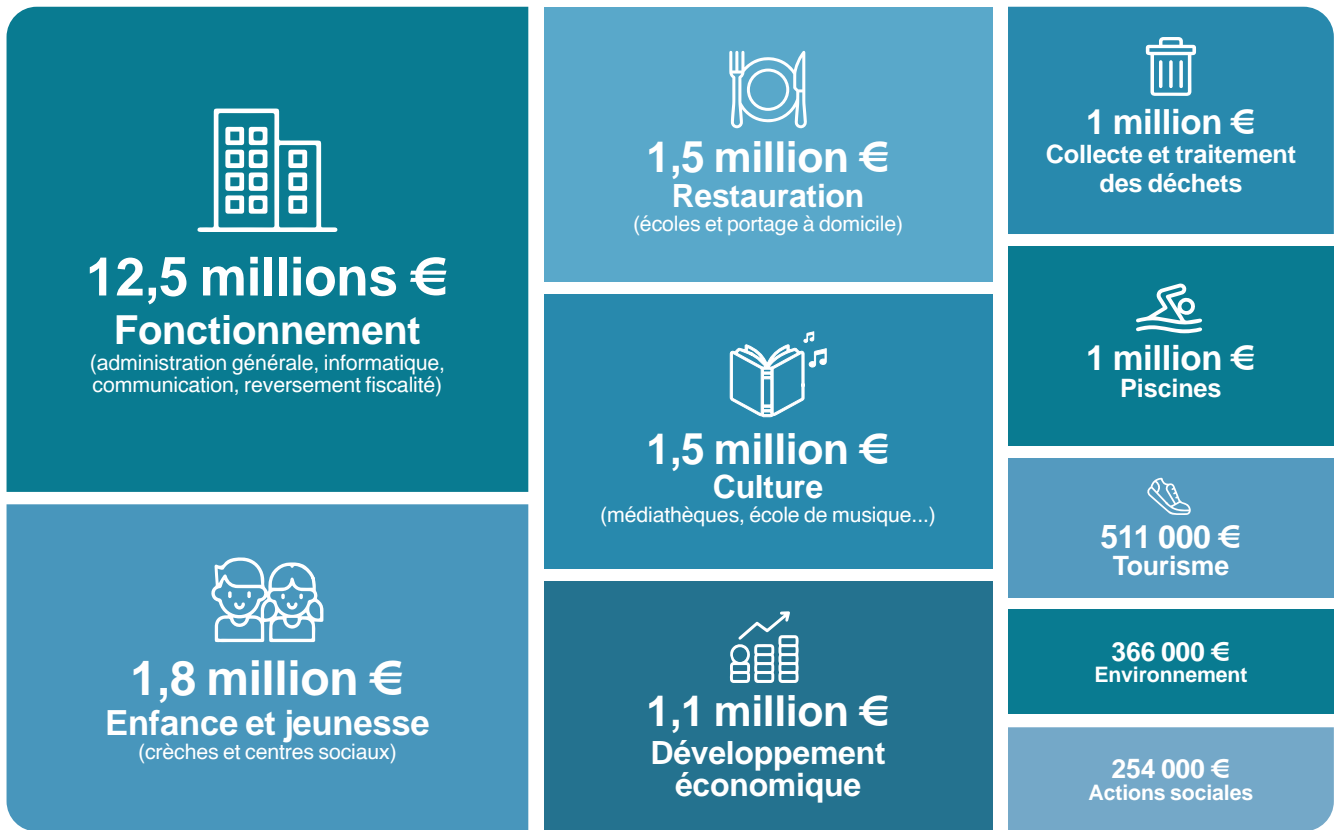 12,5 millions €
Fonctionnement
(administration générale, informatique,
communication, reversement fiscalité)
1,8 million €
Enfance et jeunesse
(crèches et centres sociaux)
1,5 million €
Restauration
(écoles et portage à domicile)
1,5 million €
Culture
(médiathèques, école de musique...)
1,1 million €
Développement
économique
1 million €
Collecte et traitement
des déchets
1 million €
Piscines
511 000 €
Tourisme
366 000 €
Environnement
254 000 €
Actions sociales